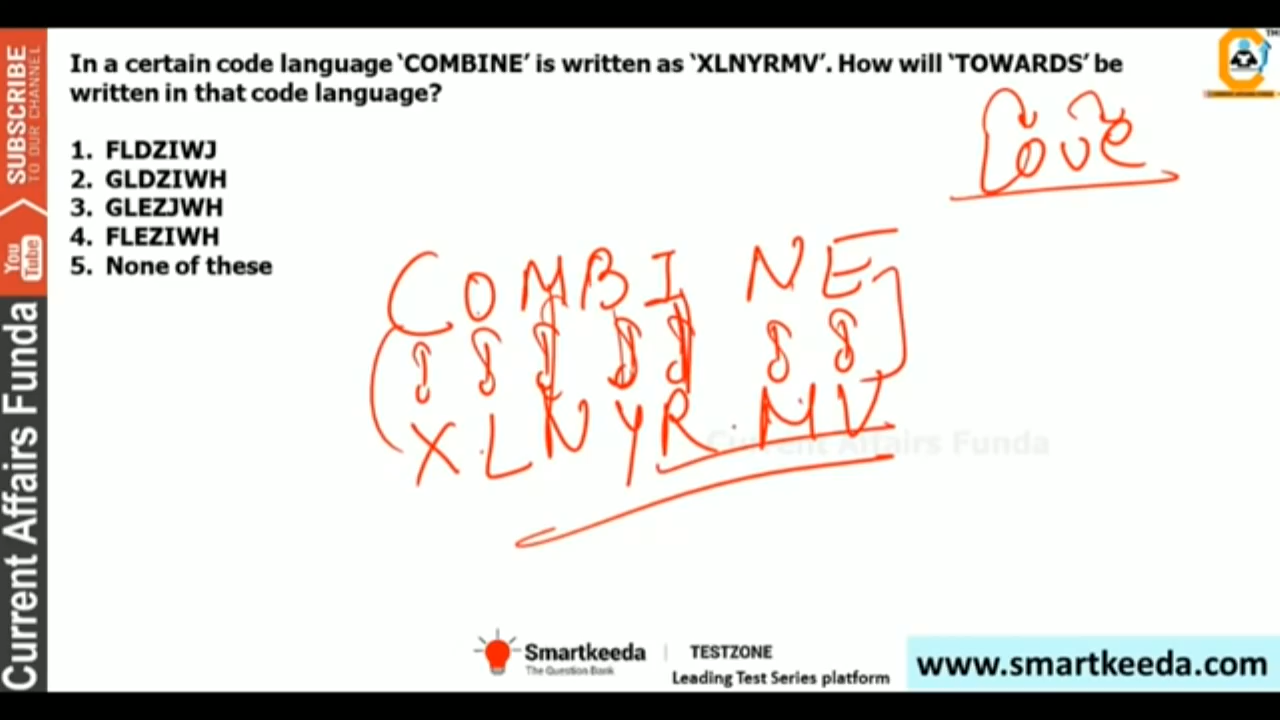 SUBSCRIBE
TO OUR CHANNEL
You
Tube
Current Affairs Funda
In a certain code language ‘COMBINE’ is written as ‘XLNYRMV’. How will ‘TOWARDS’ be
written in that code language?
1. FLDZIWJ
2. GLDZIWH
3. GLEZJWH
4. FLEZIWH
5. None of these
TM
Love
COMBINE
XLNYRMV
Current Affairs Funda
Smartkeeda
The Question Bank
TESTZONE
Leading Test Series platform
www.smartkeeda.com